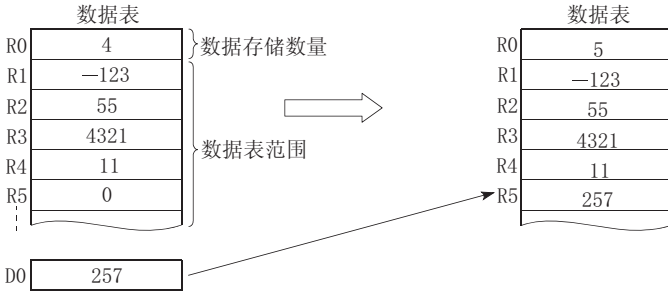 数据表
R0 4
R1 —123
R2 55
R3 4321
R4 11
R5 0
数据存储数量
数据表范围
D0 257
数据表
R0 5
R1 —123
R2 55
R3 4321
R4 11
R5 257